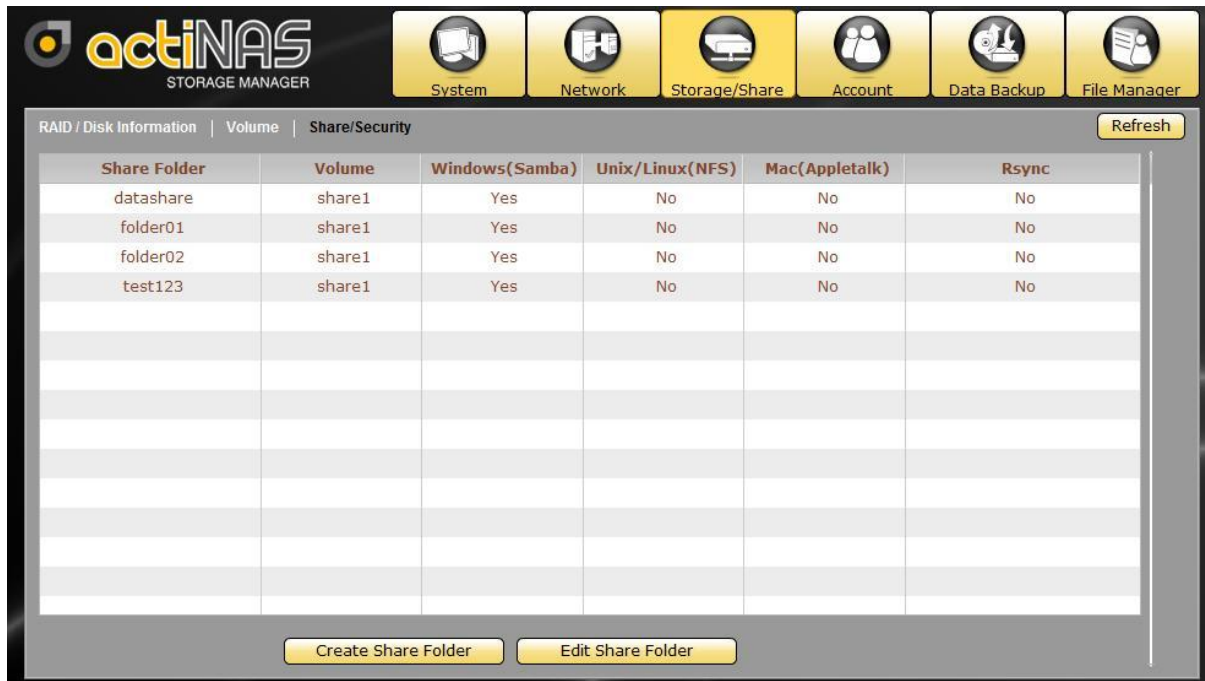 actiNAS
STORAGE MANAGER
System Network Storage/Share Account Data Backup File Manager
RAID / Disk Information | Volume | Share/Security Refresh
Share Folder Volume Windows(Samba) Unix/Linux(NFS) Mac(Appletalk) Rsync
datashare share1 Yes No No No
folder01 share1 Yes No No No
folder02 share1 Yes No No No
test123 share1 Yes No No No
Create Share Folder Edit Share Folder